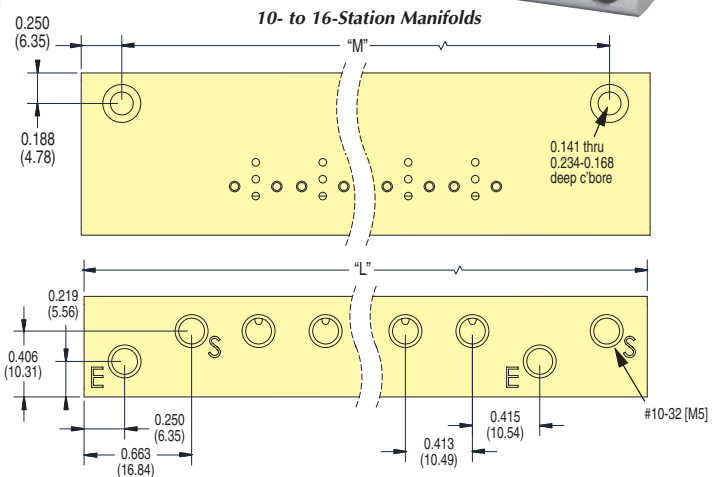 10- to 16-Station Manifolds
0.250
(6.35)
“M”
0.188
(4.78)
0.141 thru
0.234-0.168
deep c'bore
“L”
0.219
(5.56)
0.406
(10.31)
S
S
E
E
#10-32 [M5]
0.250
(6.35)
0.415
(10.54)
0.413
(10.49)
0.663
(16.84)